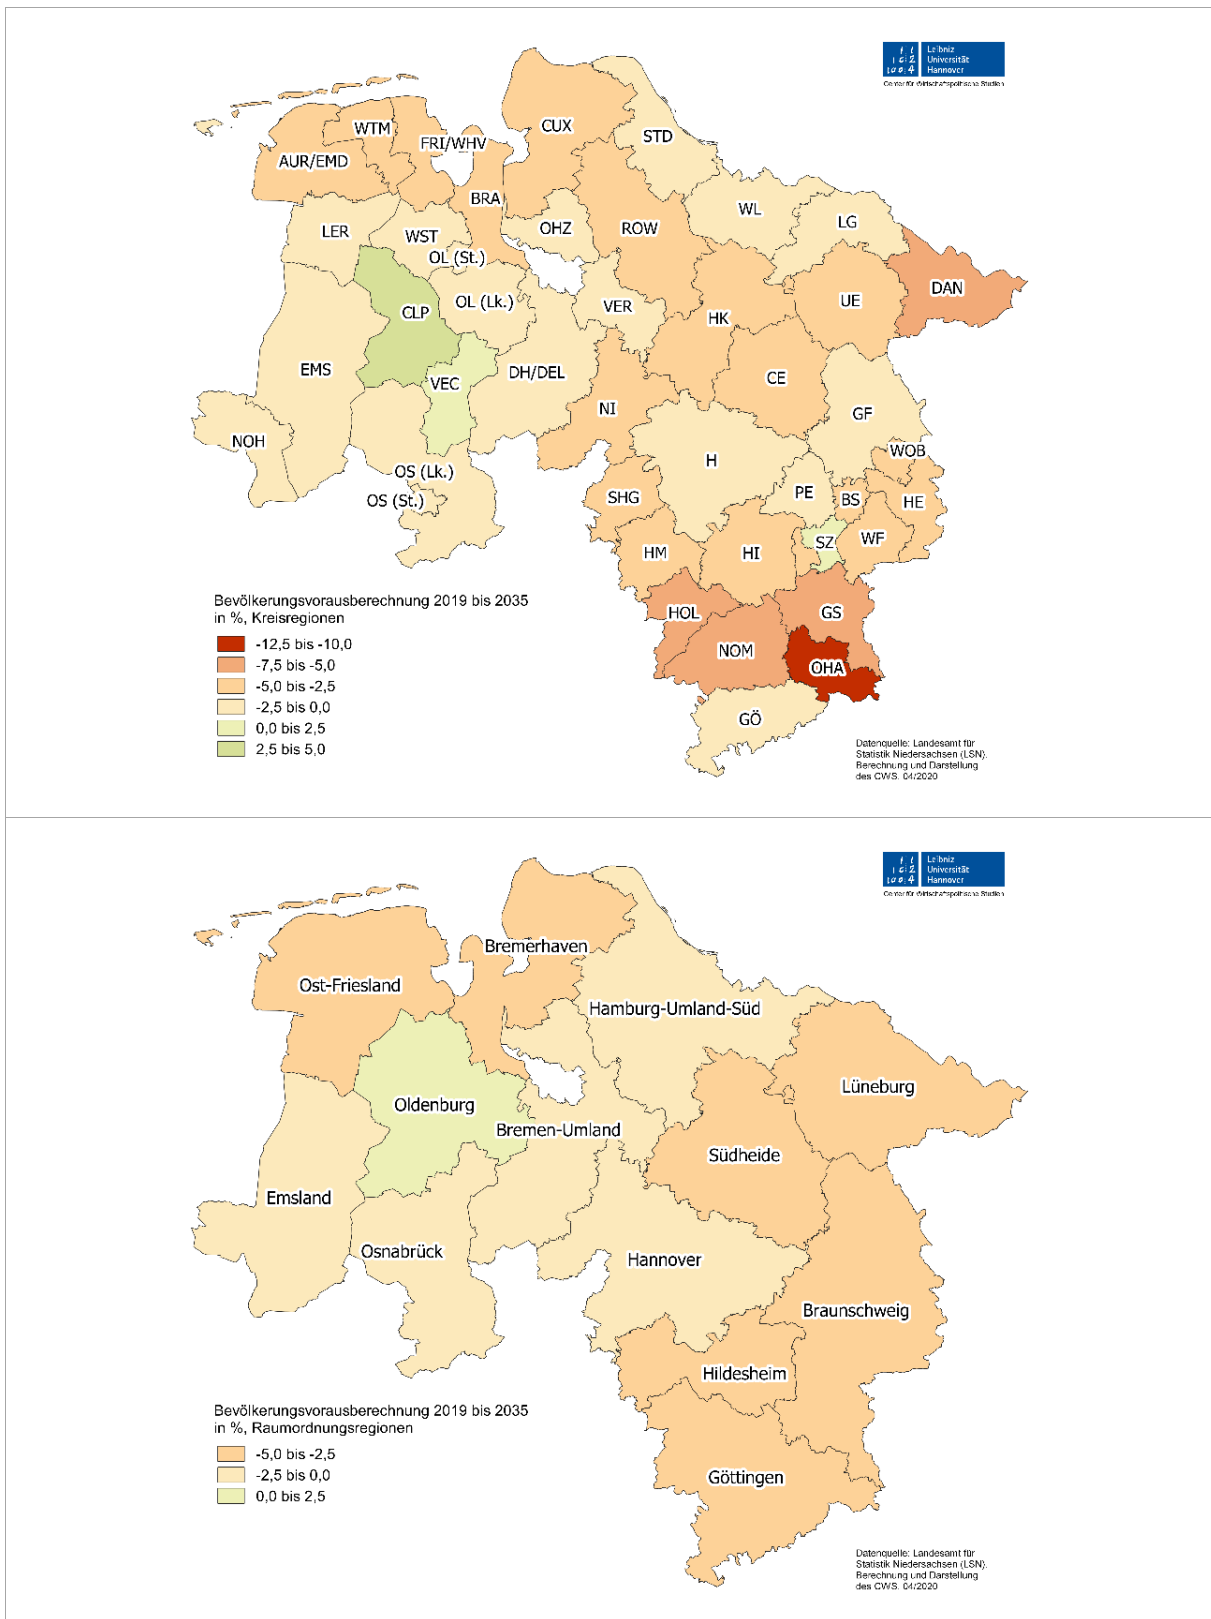 Leibniz
Universität
Hannover
Center für Wirtschaftspolitische Studien
WTM
FRI/WHV
CUX
STD
AUR/EMD
BRA
WL
LG
LER
WST
OHZ
ROW
OL (St.)
DAN
OL (Lk.)
VER
UE
CLP
HK
EMS
DH/DEL
CE
VEC
NI
GF
NOH
WOB
H
OS (Lk.)
PE
OS (St.)
SHG
BS
HE
SZ
WF
HM
HI
Bevölkerungsvorausberechnung 2019 bis 2035
in %, Kreisregionen
HOL
GS
-12,5 bis -10,0
NOM
-7,5 bis -5,0
OHA
-5,0 bis -2,5
-2,5 bis 0,0
GÖ
0,0 bis 2,5
2,5 bis 5,0
Datenquelle: Landesamt für
Statistik Niedersachsen (LSN).
Berechnung und Darstellung
des CWS. 04/2020
Leibniz
Universität
Hannover
Center für Wirtschaftspolitische Studien
Bremerhaven
Ost-Friesland
Hamburg-Umland-Süd
Lüneburg
Oldenburg
Bremen-Umland
Südheide
Emsland
Osnabrück
Hannover
Braunschweig
Hildesheim
Bevölkerungsvorausberechnung 2019 bis 2035
in %, Raumordnungsregionen
-5,0 bis -2,5
-2,5 bis 0,0
0,0 bis 2,5
Göttingen
Datenquelle: Landesamt für
Statistik Niedersachsen (LSN).
Berechnung und Darstellung
des CWS. 04/2020